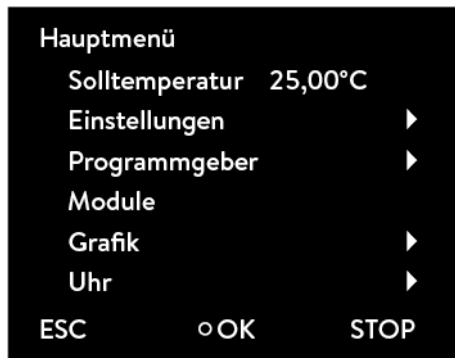 Hauptmenü
Solltemperatur 25,00°C
Einstellungen
Programmgeber
Module
Grafik
Uhr
ESC OK STOP